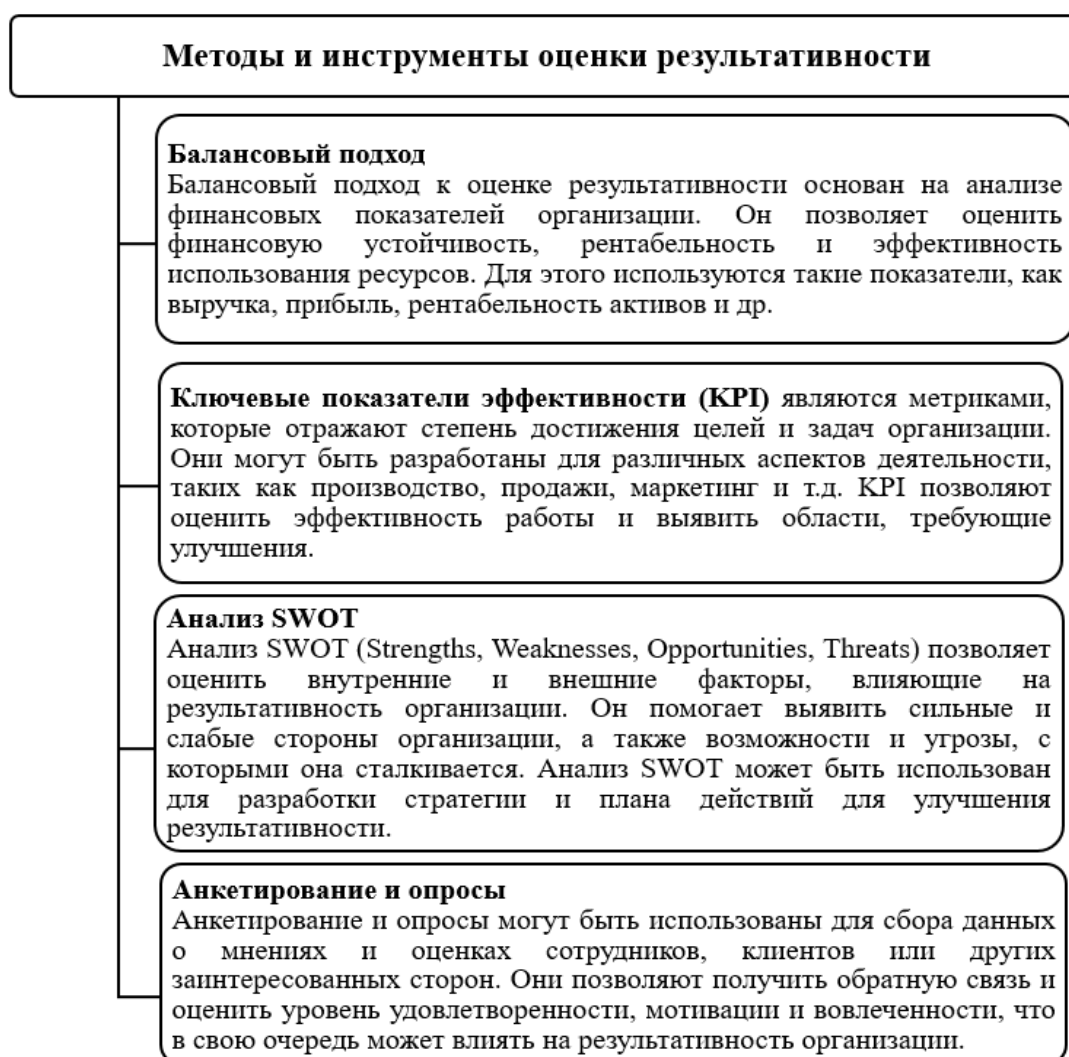 Методы и инструменты оценки результативности
Балансовый подход
Балансовый подход к оценке результативности основан на анализе
финансовых показателей организации. Он позволяет оценить
финансовую устойчивость, рентабельность и эффективность
использования ресурсов. Для этого используются такие показатели, как
выручка, прибыль, рентабельность активов и др.
Ключевые показатели эффективности (KPI) являются метриками,
которые отражают степень достижения целей и задач организации.
Они могут быть разработаны для различных аспектов деятельности,
таких как производство, продажи, маркетинг и т.д. KPI позволяют
оценить эффективность работы и выявить области, требующие
улучшения.
Анализ SWOT
Анализ SWOT (Strengths, Weaknesses, Opportunities, Threats) позволяет
оценить внутренние и внешние факторы, влияющие на
результативность организации. Он помогает выявить сильные и
слабые стороны организации, а также возможности и угрозы, с
которыми она сталкивается. Анализ SWOT может быть использован
для разработки стратегии и плана действий для улучшения
результативности.
Анкетирование и опросы
Анкетирование и опросы могут быть использованы для сбора данных
о мнениях и оценках сотрудников, клиентов или других
заинтересованных сторон. Они позволяют получить обратную связь и
оценить уровень удовлетворенности, мотивации и вовлеченности, что
в свою очередь может влиять на результативность организации.